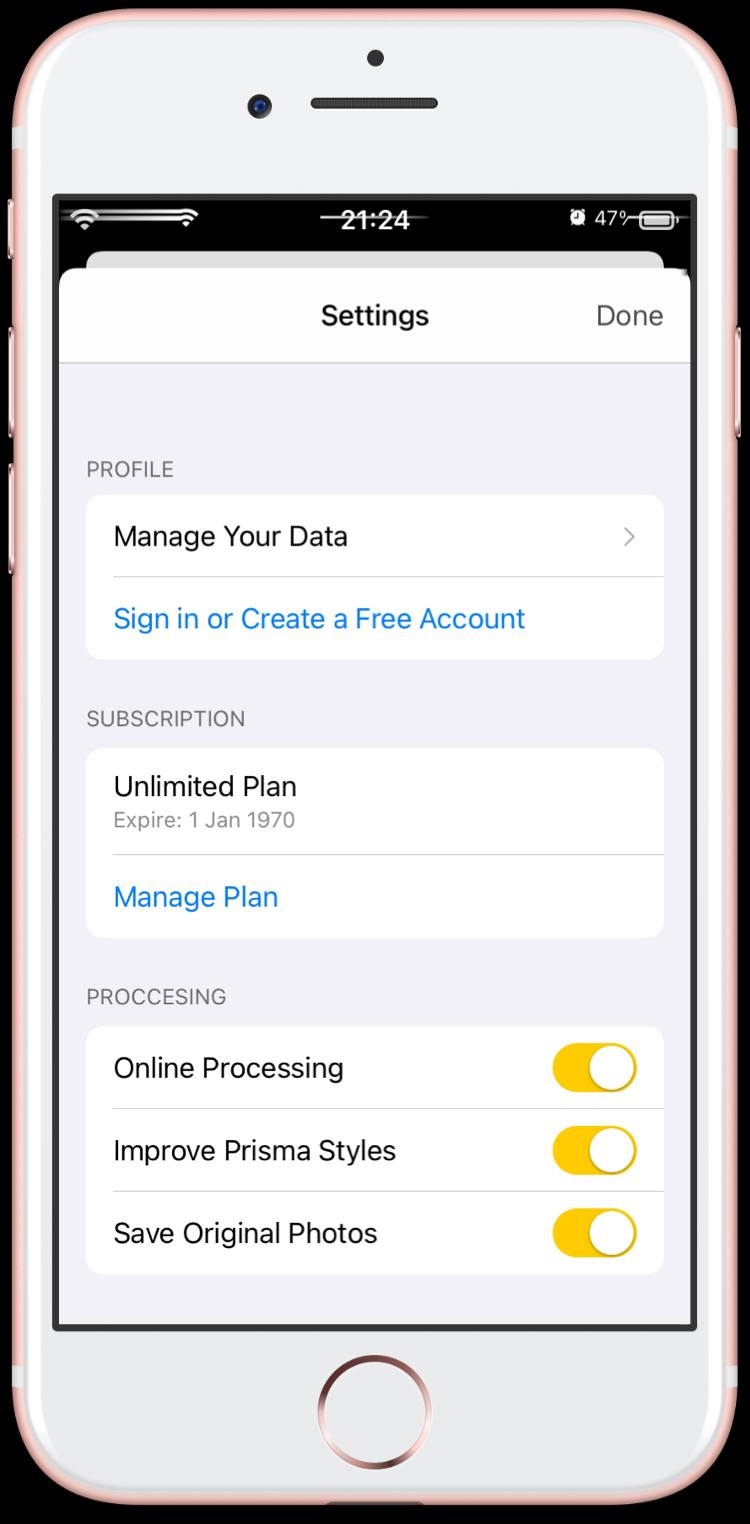 21:24
47%
Settings
Done
PROFILE
Manage Your Data
Sign in or Create a Free Account
SUBSCRIPTION
Unlimited Plan
Expire: 1 Jan 1970
Manage Plan
PROCCESING
Online Processing
Improve Prisma Styles
Save Original Photos